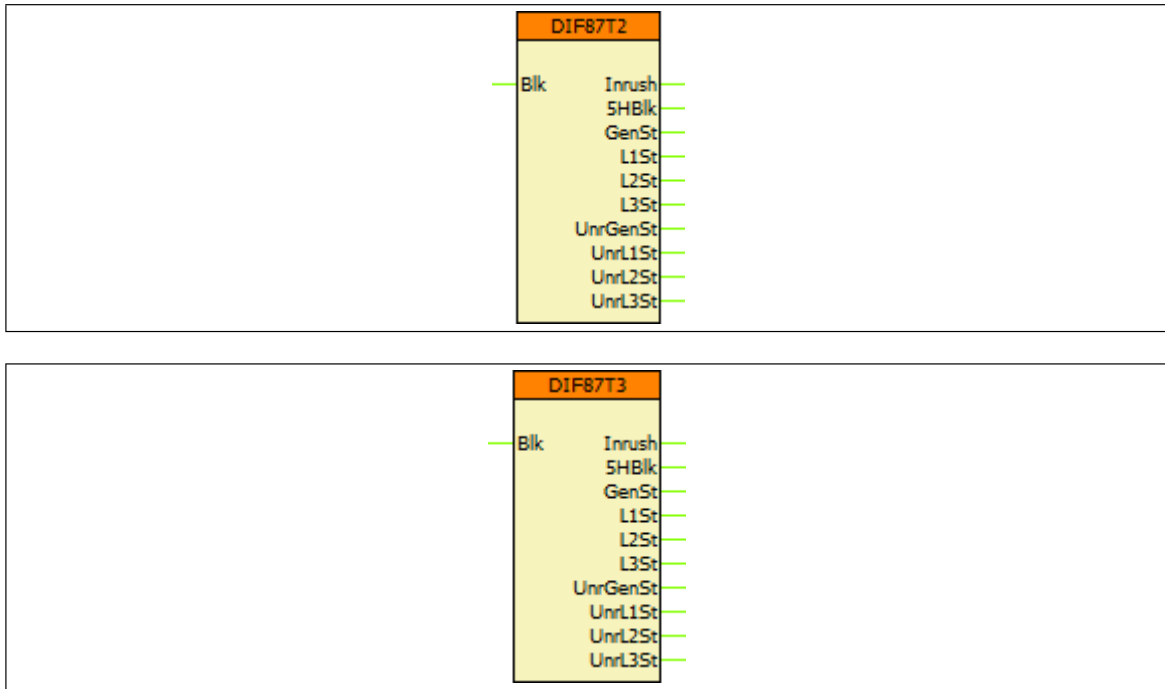 DIF87T2
Blk Inrush
5HBlk
GenSt
L1St
L2St
L3St
UnrGenSt
UnrL1St
UnrL2St
UnrL3St
DIF87T3
Blk Inrush
5HBlk
GenSt
L1St
L2St
L3St
UnrGenSt
UnrL1St
UnrL2St
UnrL3St